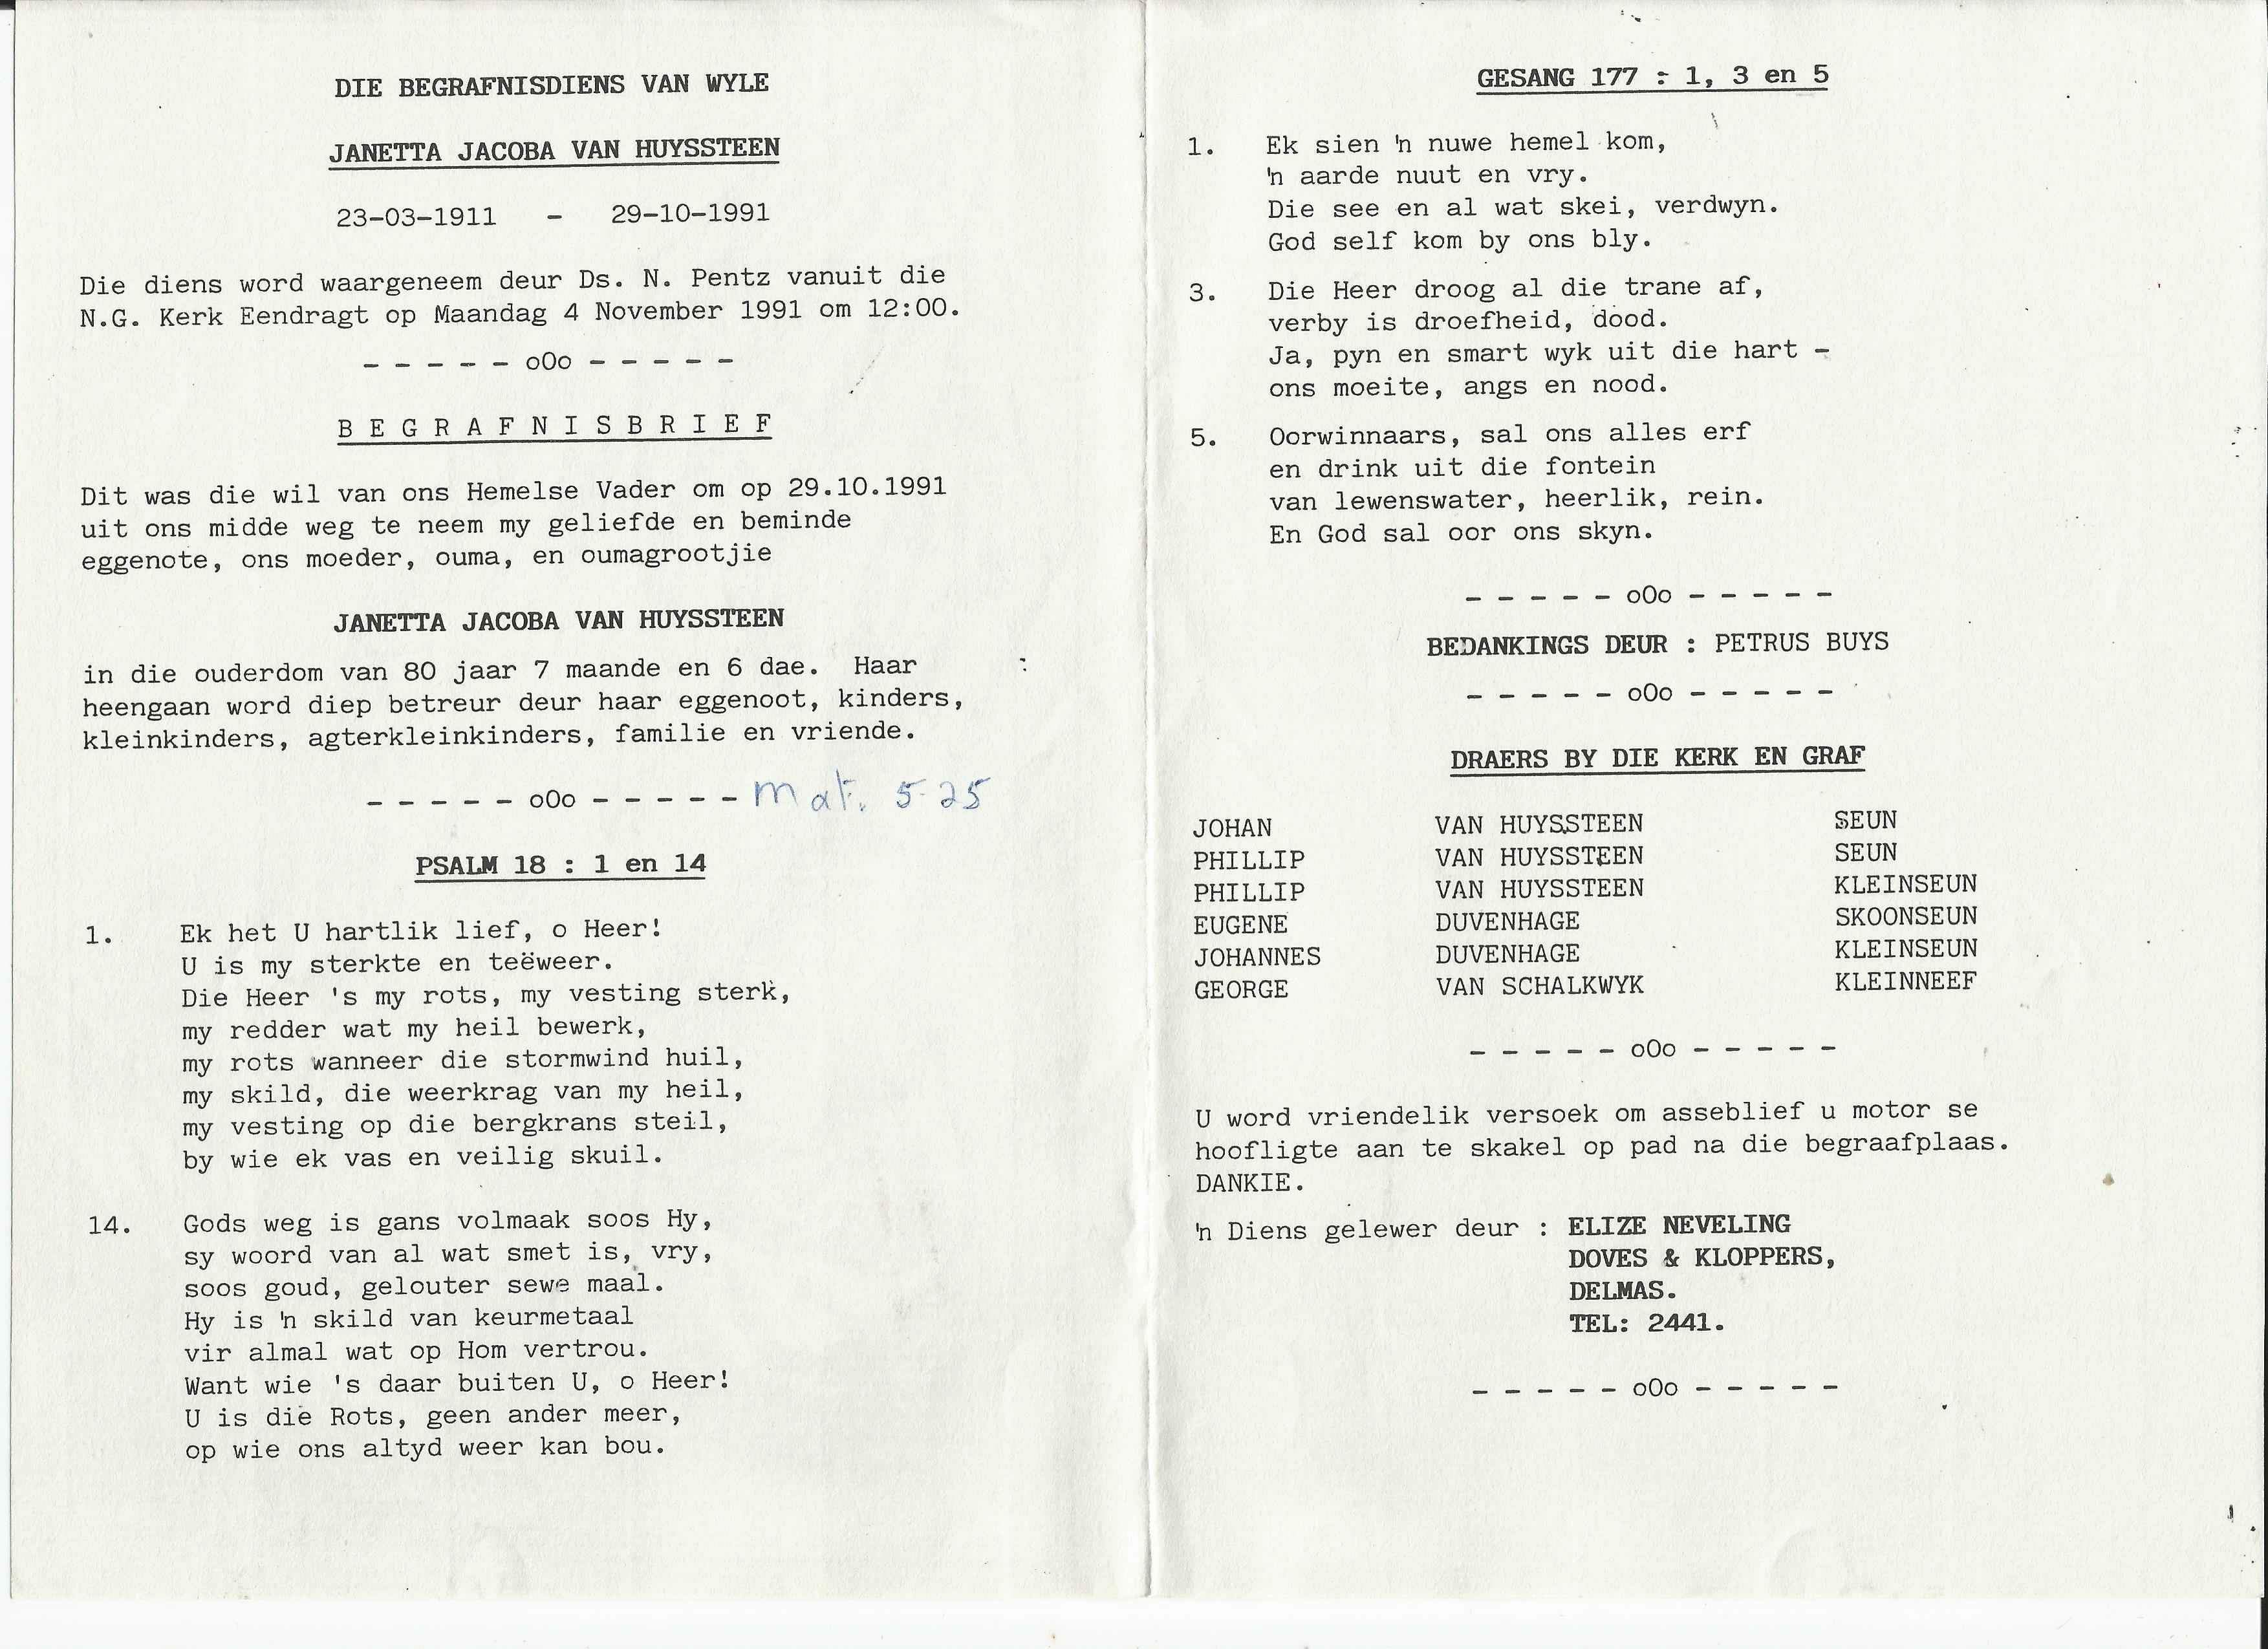 DIE BEGRAFNISDIENS VAN WYLE
JANETTA JACOBA VAN HUYSSTEEN
23-03-1911 - 29-10-1991
Die diens word waargeneem deur Ds. N. Pentz vanuit die
N.G. Kerk Eendragt op Maandag 4 November 1991 om 12:00.
- - - - - oOo - - - - -
B E G R A F N I S B R I E F
Dit was die wil van ons Hemelse Vader om op 29.10.1991
uit ons midde weg te neem my geliefde en beminde
eggenote, ons moeder, ouma, en oumagrootjie
JANETTA JACOBA VAN HUYSSTEEN
in die ouderdom van 80 jaar 7 maande en 6 dae. Haar
heengaan word diep betreur deur haar eggenoot, kinders,
kleinkinders, agterkleinkinders, familie en vriende.
- - - - - oOo - - - - - mat. 5-25
PSALM 18 : 1 en 14
1. Ek het U hartlik lief, o Heer!
U is my sterkte en teëweer.
Die Heer 's my rots, my vesting sterk,
my redder wat my heil bewerk,
my rots wanneer die stormwind huil,
my skild, die weerkrag van my heil,
my vesting op die bergkrans steil,
by wie ek vas en veilig skuil.
14. Gods weg is gans volmaak soos Hy,
sy woord van al wat smet is, vry,
soos goud, gelouter sewe maal.
Hy is 'n skild van keurmetaal
vir almal wat op Hom vertrou.
Want wie 's daar buiten U, o Heer!
U is die Rots, geen ander meer,
op wie ons altyd weer kan bou.
GESANG 177 : 1, 3 en 5
1. Ek sien 'n nuwe hemel kom,
'n aarde nuut en vry.
Die see en al wat skei, verdwyn.
God self kom by ons bly.
3. Die Heer droog al die trane af,
verby is droefheid, dood.
Ja, pyn en smart wyk uit die hart -
ons moeite, angs en nood.
5. Oorwinnaars, sal ons alles erf
en drink uit die fontein
van lewenswater, heerlik, rein.
En God sal oor ons skyn.
- - - - - oOo - - - - -
BEDANKINGS DEUR : PETRUS BUYS
- - - - - oOo - - - - -
DRAERS BY DIE KERK EN GRAF
JOHAN VAN HUYSSTEEN SEUN
PHILLIP VAN HUYSSTEEN SEUN
PHILLIP VAN HUYSSTEEN KLEINSEUN
EUGENE DUVENHAGE SKOONSEUN
JOHANNES DUVENHAGE KLEINSEUN
GEORGE VAN SCHALKWYK KLEINNEEF
- - - - - oOo - - - - -
U word vriendelik versoek om asseblief u motor se
hoofligte aan te skakel op pad na die begraafplaas.
DANKIE.
'n Diens gelewer deur : ELIZE NEVELING
DOVES & KLOPPERS,
DELMAS.
TEL: 2441.
- - - - - oOo - - - - -